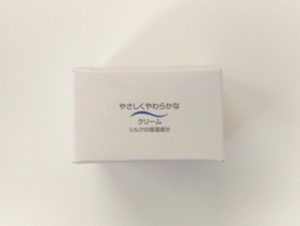 やさしくやわらかな
クリーム
シルクの保湿成分